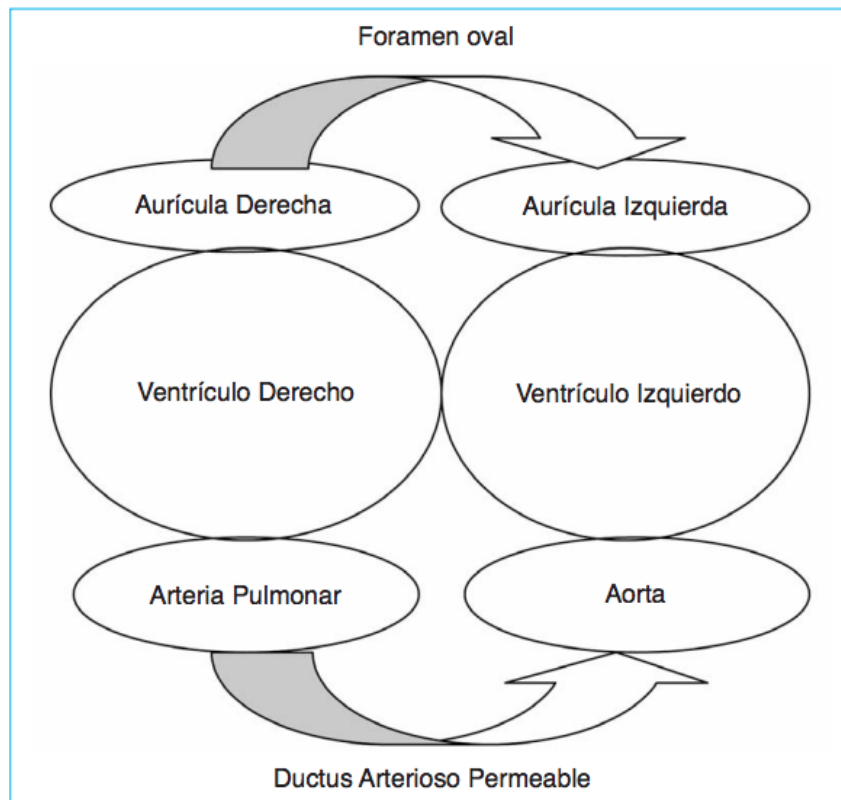 Foramen oval
Aurícula Derecha
Aurícula Izquierda
Ventrículo Derecho
Ventrículo Izquierdo
Arteria Pulmonar
Aorta
Ductus Arterioso Permeable